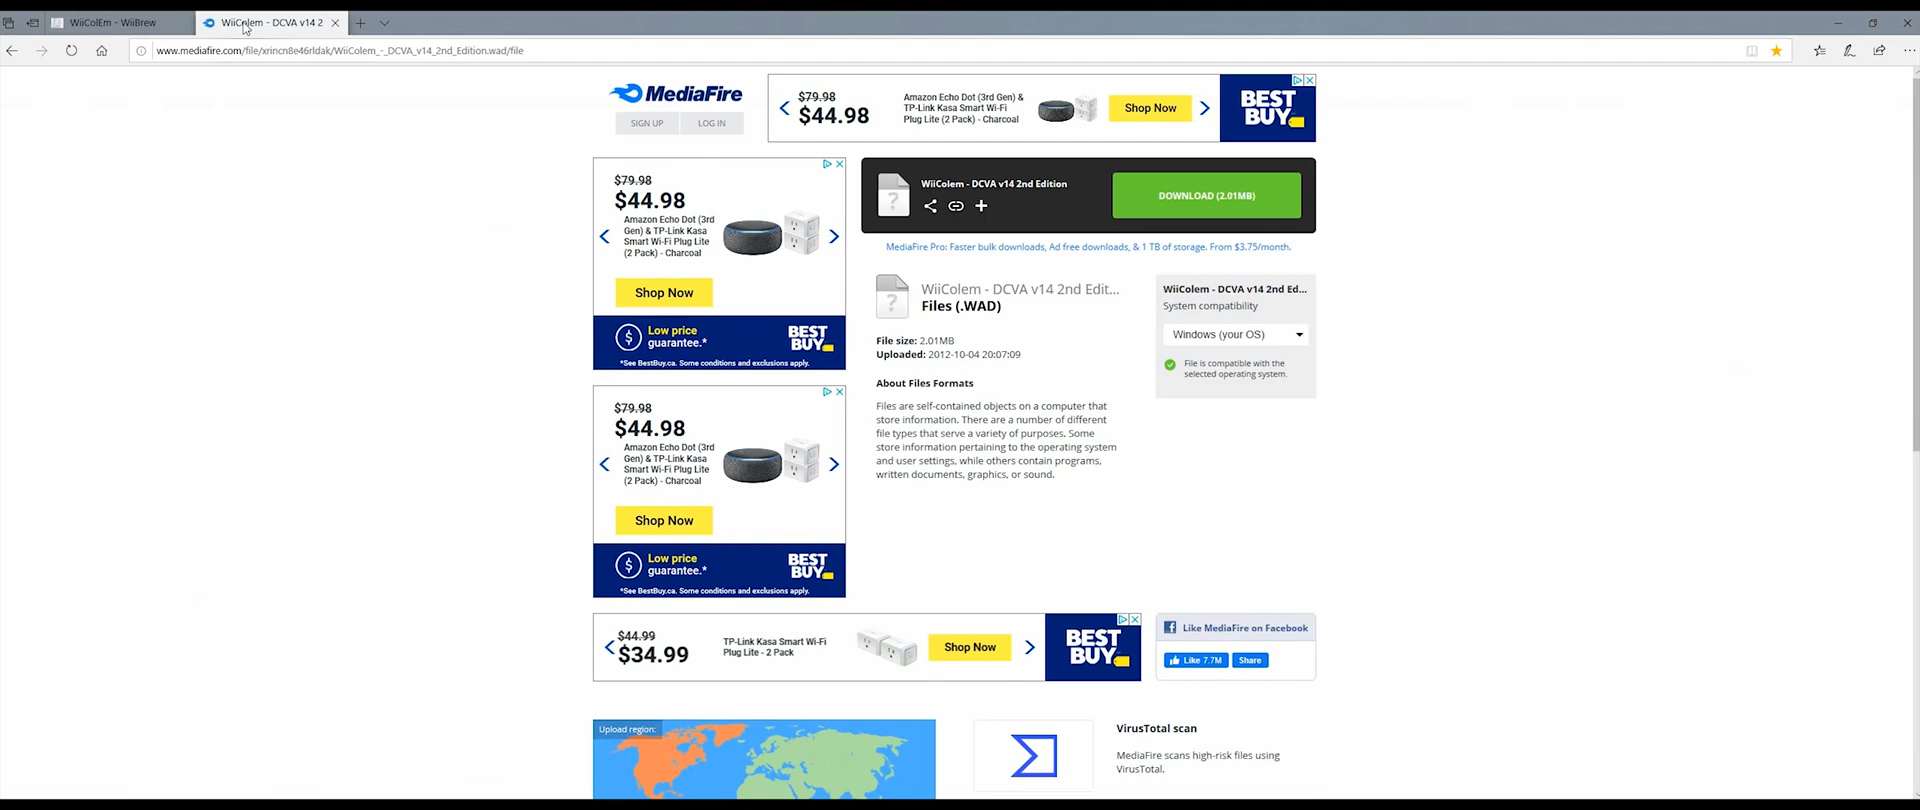 WiiColEm - WiiBrew
WiiColem - DCVA v14 2
www.mediafire.com/file/xrincn8e46rldak/WiiColem_-_DCVA_v14_2nd_Edition.wad/file
MediaFire
SIGN UP
LOG IN
$79.98
$44.98
Amazon Echo Dot (3rd Gen) &
TP-Link Kasa Smart Wi-Fi
Plug Lite (2 Pack) - Charcoal
Shop Now
BEST
BUY
$79.98
$44.98
Amazon Echo Dot (3rd
Gen) & TP-Link Kasa
Smart Wi-Fi Plug Lite
(2 Pack) - Charcoal
Shop Now
$
Low price
guarantee.*
BEST
BUY
*See BestBuy.ca. Some conditions and exclusions apply.
WiiColem - DCVA v14 2nd Edition
DOWNLOAD (2.01MB)
MediaFire Pro: Faster bulk downloads, Ad free downloads, & 1 TB of storage. From $3.75/month.
WiiColem - DCVA v14 2nd Edit...
Files (.WAD)
File size: 2.01MB
Uploaded: 2012-10-04 20:07:09
About Files Formats
Files are self-contained objects on a computer that
store information. There are a number of different
file types that serve a variety of purposes. Some
store information pertaining to the operating system
and user settings, while others contain programs,
written documents, graphics, or sound.
WiiColem - DCVA v14 2nd Ed...
System compatibility
Windows (your OS)
File is compatible with the
selected operating system.
$79.98
$44.98
Amazon Echo Dot (3rd
Gen) & TP-Link Kasa
Smart Wi-Fi Plug Lite
(2 Pack) - Charcoal
Shop Now
$
Low price
guarantee.*
BEST
BUY
*See BestBuy.ca. Some conditions and exclusions apply.
$44.99
$34.99
TP-Link Kasa Smart Wi-Fi
Plug Lite - 2 Pack
Shop Now
BEST
BUY
Like MediaFire on Facebook
Like 7.7M
Share
Upload region:
VirusTotal scan
MediaFire scans high-risk files using
VirusTotal.